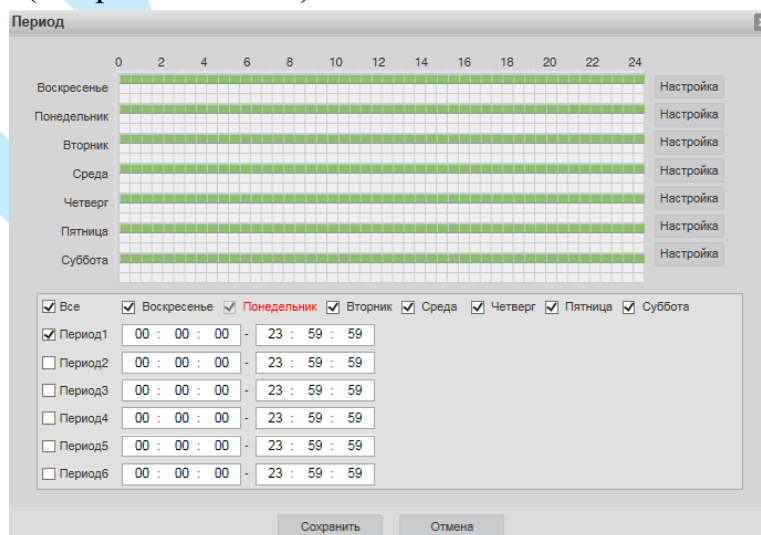 Период
0 2 4 6 8 10 12 14 16 18 20 22 24
Воскресенье Настройка
Понедельник Настройка
Вторник Настройка
Среда Настройка
Четверг Настройка
Пятница Настройка
Суббота Настройка
Все Воскресенье Понедельник Вторник Среда Четверг Пятница Суббота
Период1 00 : 00 : 00 - 23 : 59 : 59
Период2 00 : 00 : 00 - 23 : 59 : 59
Период3 00 : 00 : 00 - 23 : 59 : 59
Период4 00 : 00 : 00 - 23 : 59 : 59
Период5 00 : 00 : 00 - 23 : 59 : 59
Период6 00 : 00 : 00 - 23 : 59 : 59
Сохранить Отмена